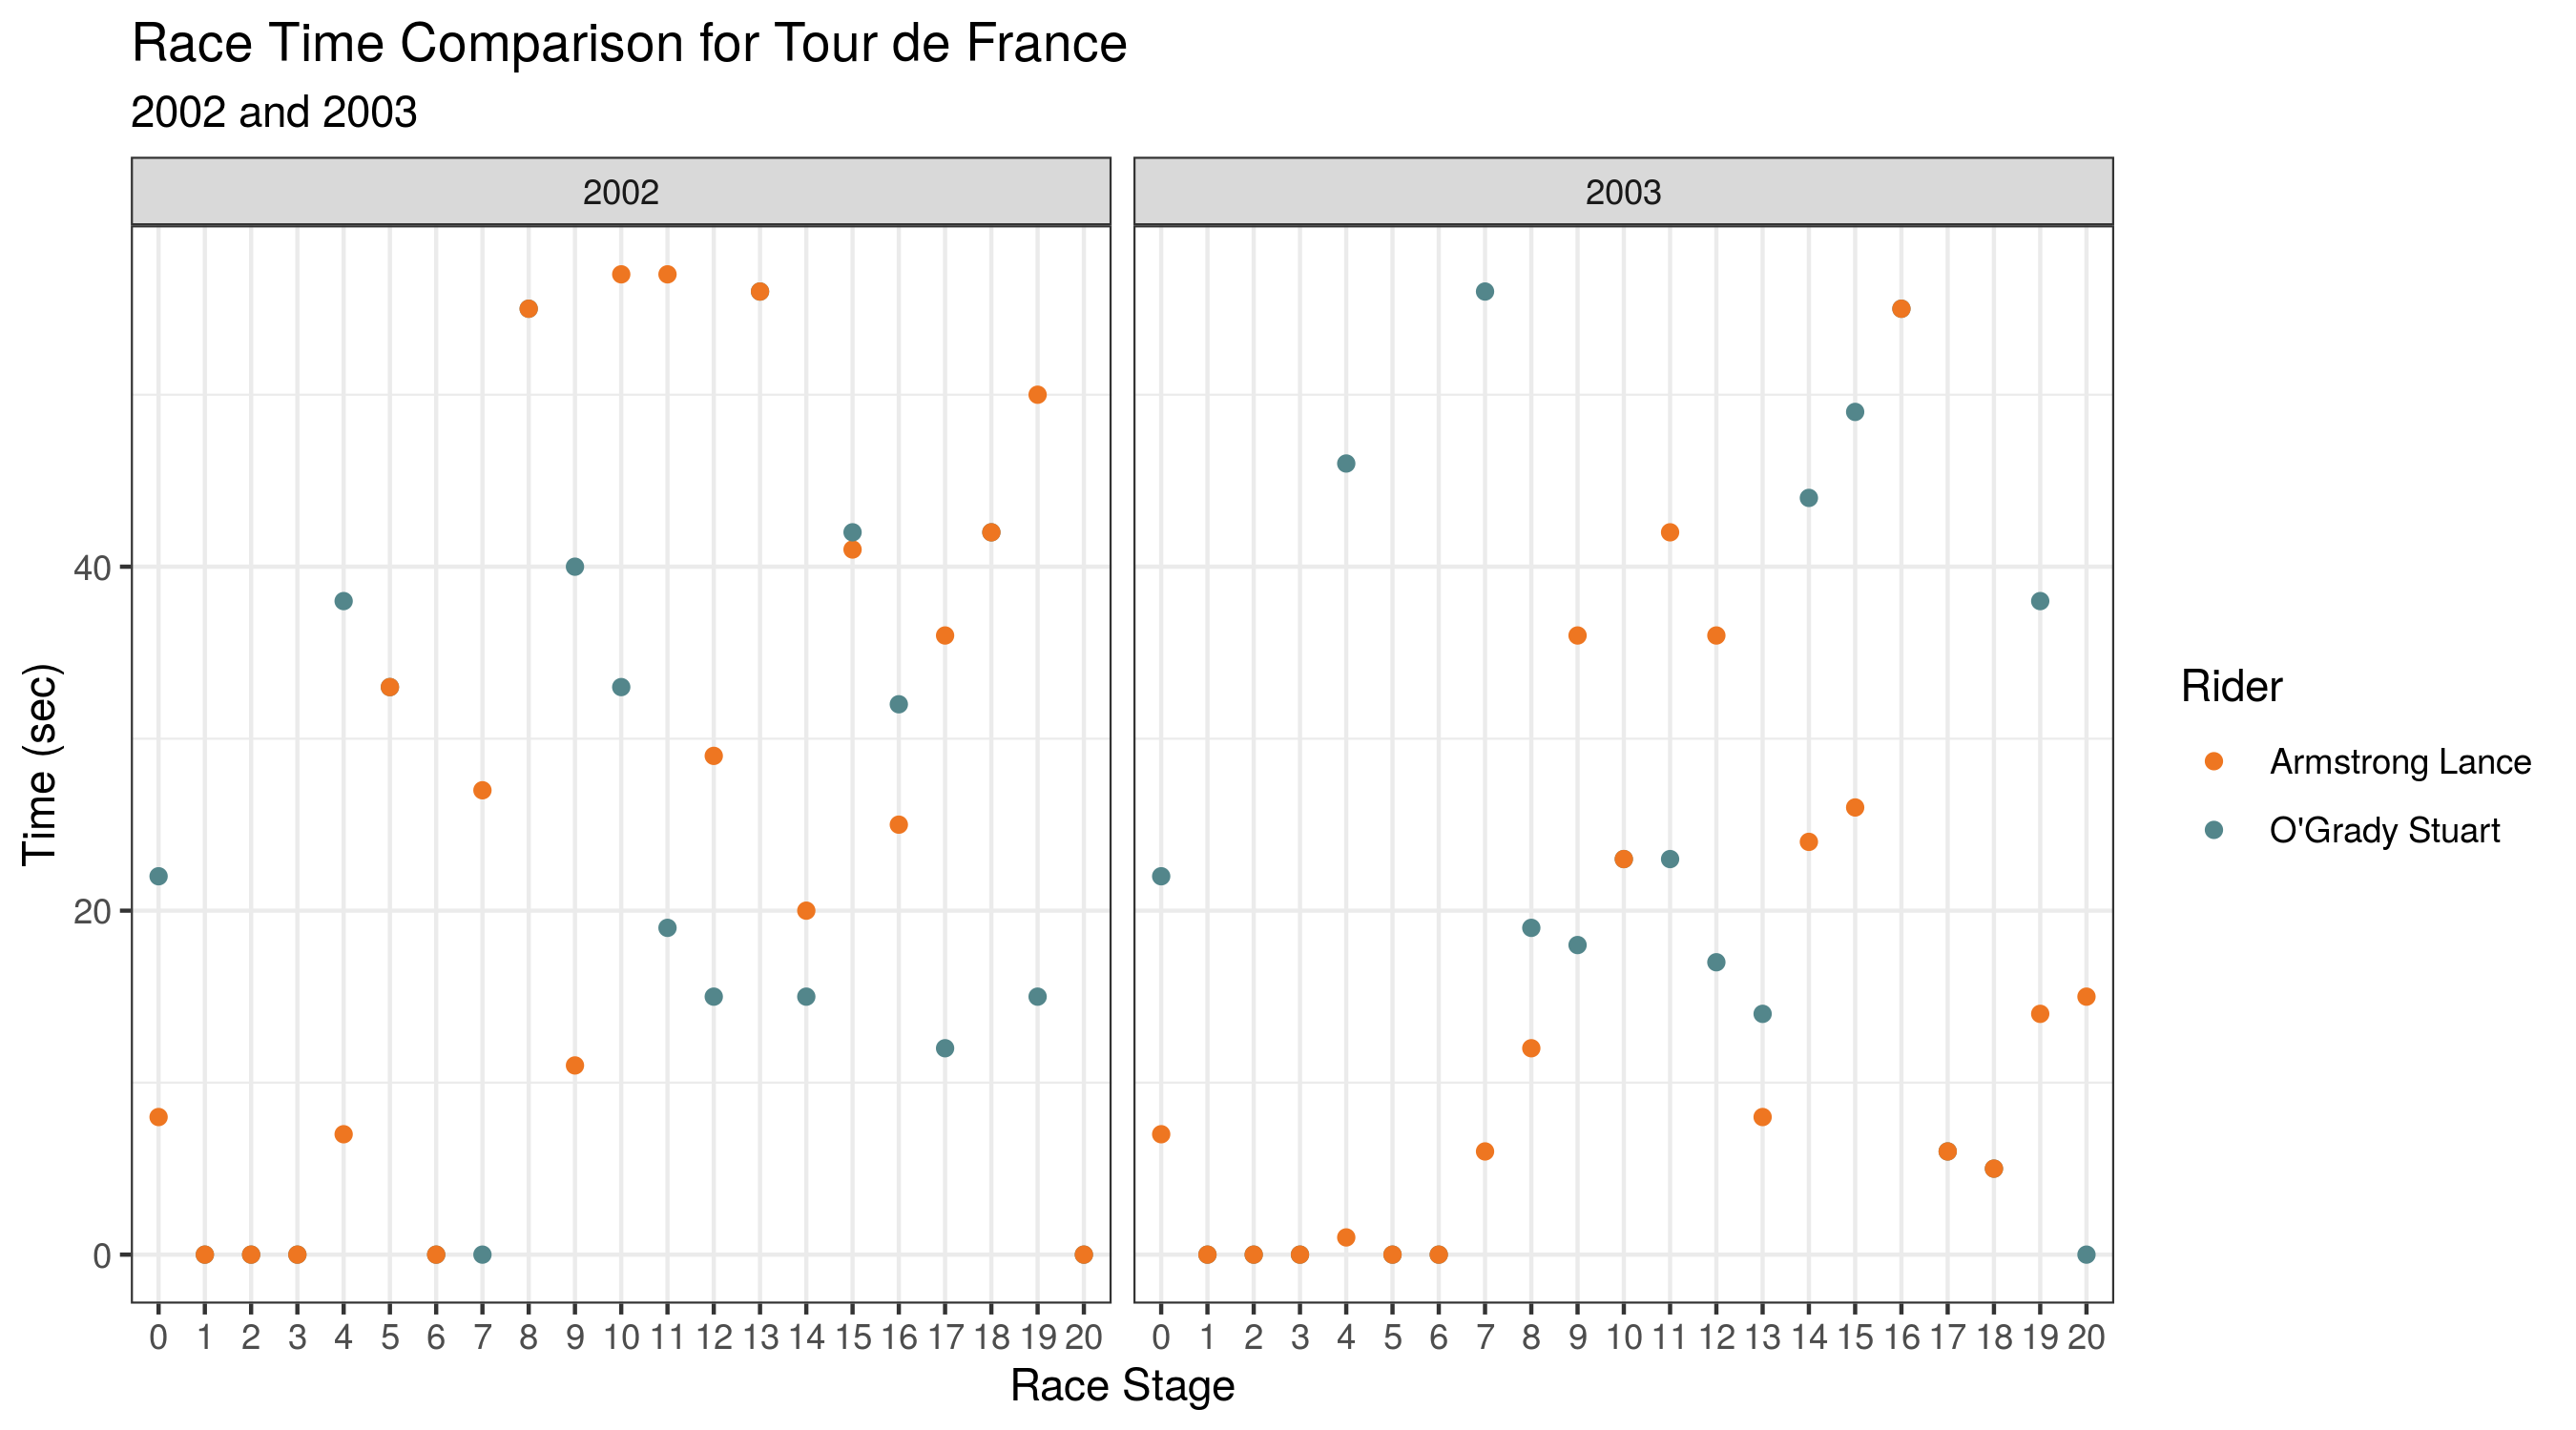 Race Time Comparison for Tour de France
2002 and 2003
2002 2003
40
20
0
Time (sec)
0 1 2 3 4 5 6 7 8 9 10 11 12 13 14 15 16 17 18 19 20 0 1 2 3 4 5 6 7 8 9 10 11 12 13 14 15 16 17 18 19 20
Race Stage
Rider
Armstrong Lance
O'Grady Stuart